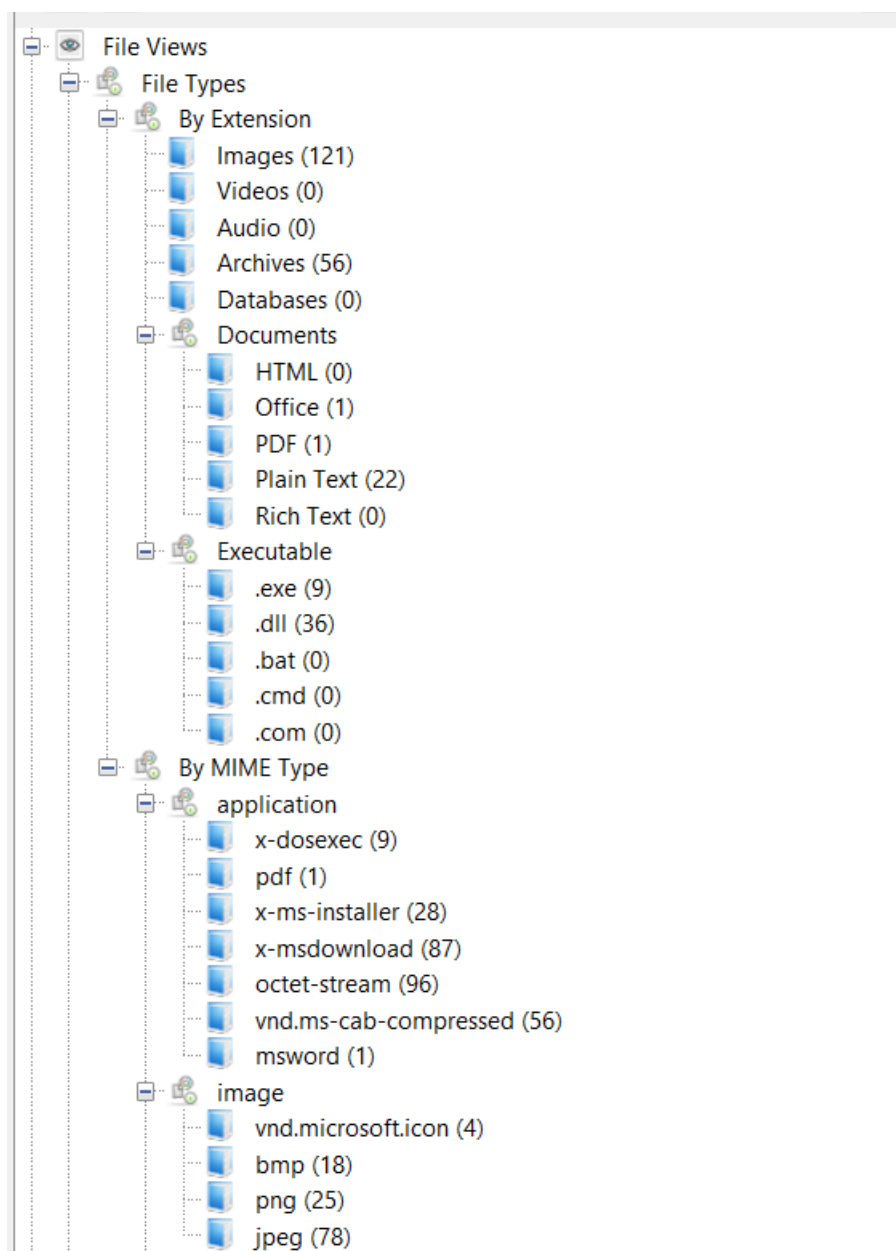 File Views
File Types
By Extension
Images (121)
Videos (0)
Audio (0)
Archives (56)
Databases (0)
Documents
HTML (0)
Office (1)
PDF (1)
Plain Text (22)
Rich Text (0)
Executable
.exe (9)
.dll (36)
.bat (0)
.cmd (0)
.com (0)
By MIME Type
application
x-dosexec (9)
pdf (1)
x-ms-installer (28)
x-msdownload (87)
octet-stream (96)
vnd.ms-cab-compressed (56)
msword (1)
image
vnd.microsoft.icon (4)
bmp (18)
png (25)
jpeg (78)